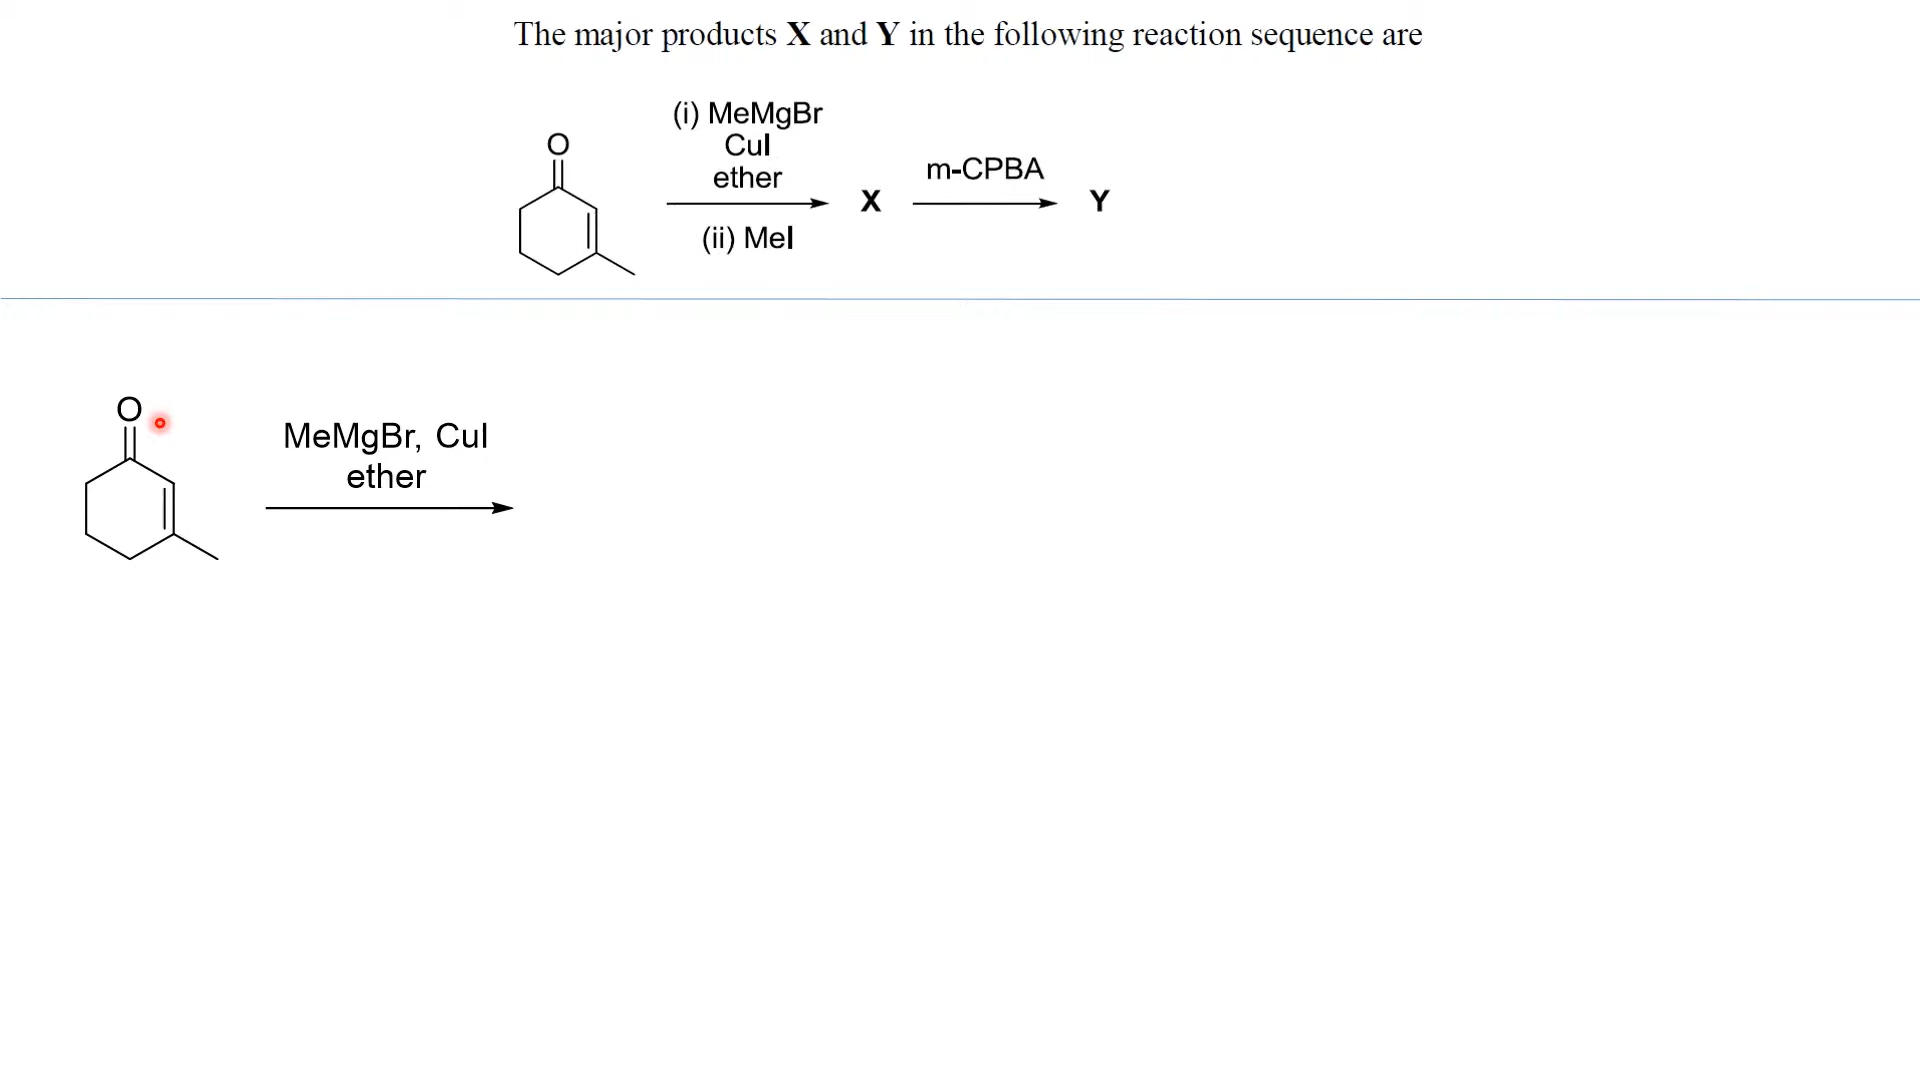 The major products X and Y in the following reaction sequence are
(i) MeMgBr
CuI
ether
(ii) MeI
O
X
m-CPBA
Y
O
MeMgBr, CuI
ether